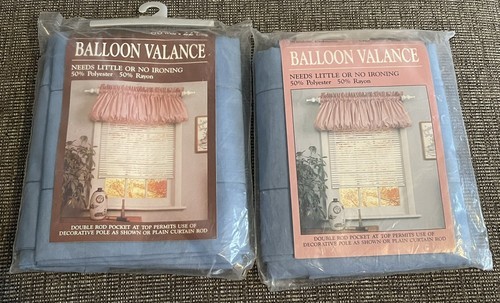 BALLOON VALANCE
NEEDS LITTLE OR NO IRONING
50% Polyester 50% Rayon
DOUBLE ROD POCKET AT TOP PERMITS USE OF
DECORATIVE POLE AS SHOWN OR PLAIN CURTAIN ROD
BALLOON VALANCE
NEEDS LITTLE OR NO IRONING
50% Polyester 50% Rayon
DOUBLE ROD POCKET AT TOP PERMITS USE OF
DECORATIVE POLE AS SHOWN OR PLAIN CURTAIN ROD